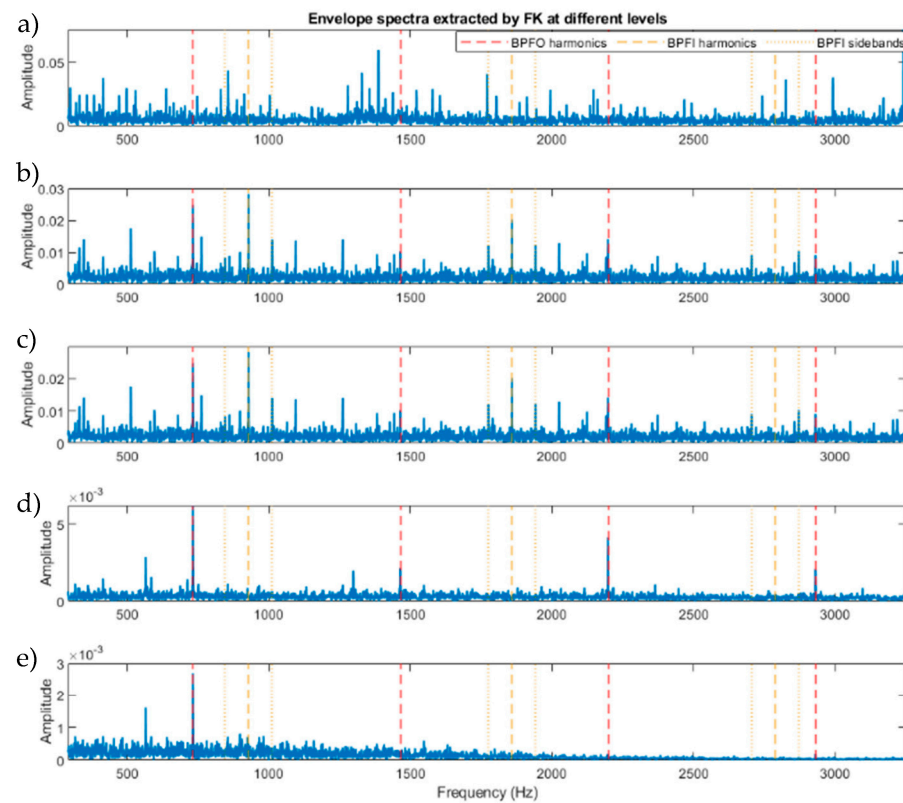 Envelope spectra extracted by FK at different levels
a)
BPFO harmonics BPFI harmonics BPFI sidebands
Amplitude
0.05
0
500 1000 1500 2000 2500 3000
b)
Amplitude
0.03
0.02
0.01
0
500 1000 1500 2000 2500 3000
c)
Amplitude
0.02
0.01
0
500 1000 1500 2000 2500 3000
d)
×10-3
Amplitude
5
0
500 1000 1500 2000 2500 3000
e)
×10-3
Amplitude
3
2
1
0
500 1000 1500 2000 2500 3000
Frequency (Hz)